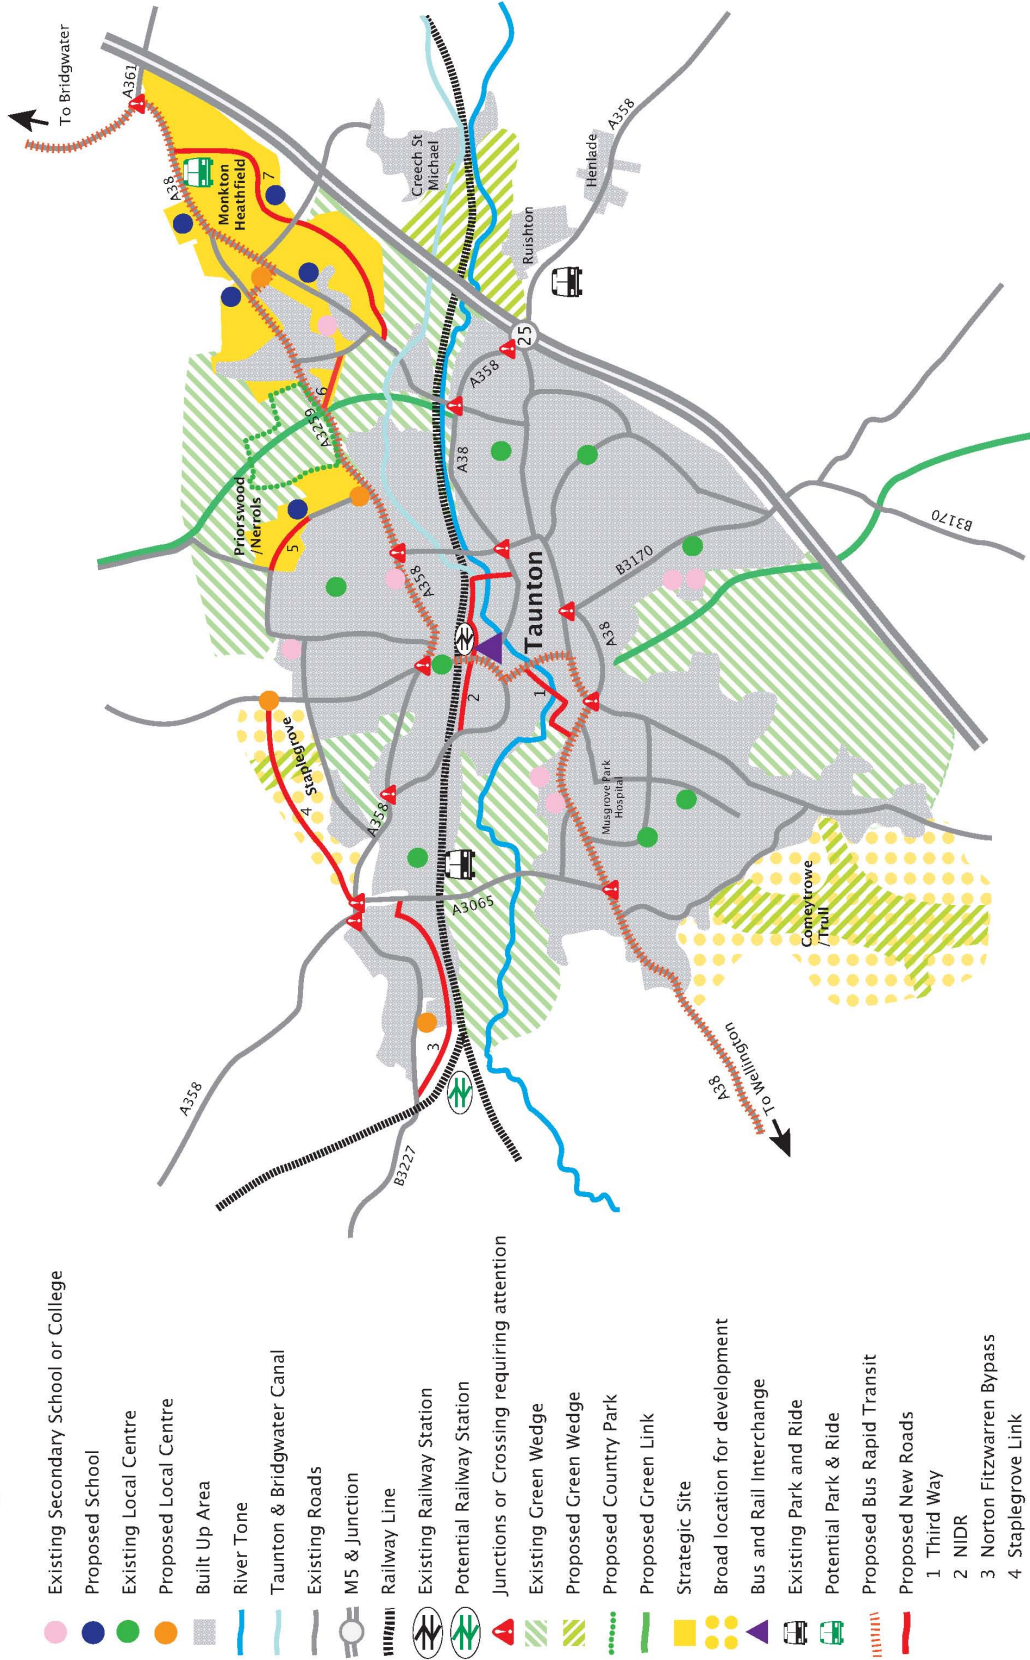 Existing Secondary School or College
Proposed School
Existing Local Centre
Proposed Local Centre
Built Up Area
River Tone
Taunton & Bridgwater Canal
Existing Roads
M5 & Junction
Railway Line
Existing Railway Station
Potential Railway Station
Junctions or Crossing requiring attention
Existing Green Wedge
Proposed Green Wedge
Proposed Country Park
Proposed Green Link
Strategic Site
Broad location for development
Bus and Rail Interchange
Existing Park and Ride
Potential Park & Ride
Proposed Bus Rapid Transit
Proposed New Roads
1 Third Way
2 NIDR
3 Norton Fitzwarren Bypass
4 Staplegrove Link
A358
B3227
3
A3065
A358
4
Staplegrove
2
1
A358
5
Priorswood
/Nerrols
A3259
6
7
Monkton
Heathfield
A38
A361
To Bridgwater
Creech St
Michael
Ruishton
Henlade
A358
25
A358
A38
Taunton
B3170
A38
B3170
Musgrove Park
Hospital
Comeytrowe
/Trull
A38
To Wellington